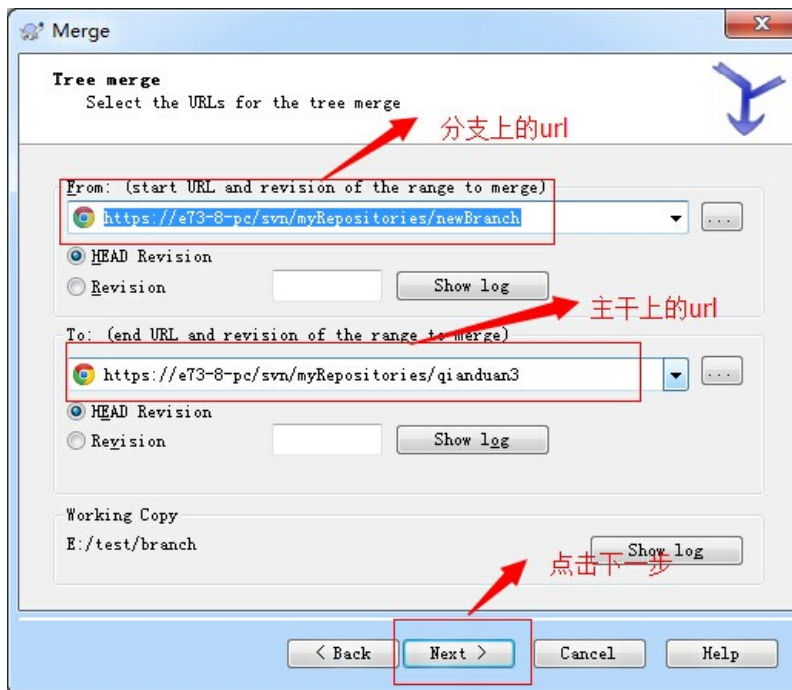 Merge
Tree merge
Select the URLs for the tree merge
分支上的url
From: (start URL and revision of the range to merge)
https://e73-8-pc/svn/myRepositories/newBranch
...
HEAD Revision
Revision
Show log
主干上的url
To: (end URL and revision of the range to merge)
https://e73-8-pc/svn/myRepositories/qianduan3
...
HEAD Revision
Revision
Show log
Working Copy
E:/test/branch
Show log
点击下一步
< Back
Next >
Cancel
Help